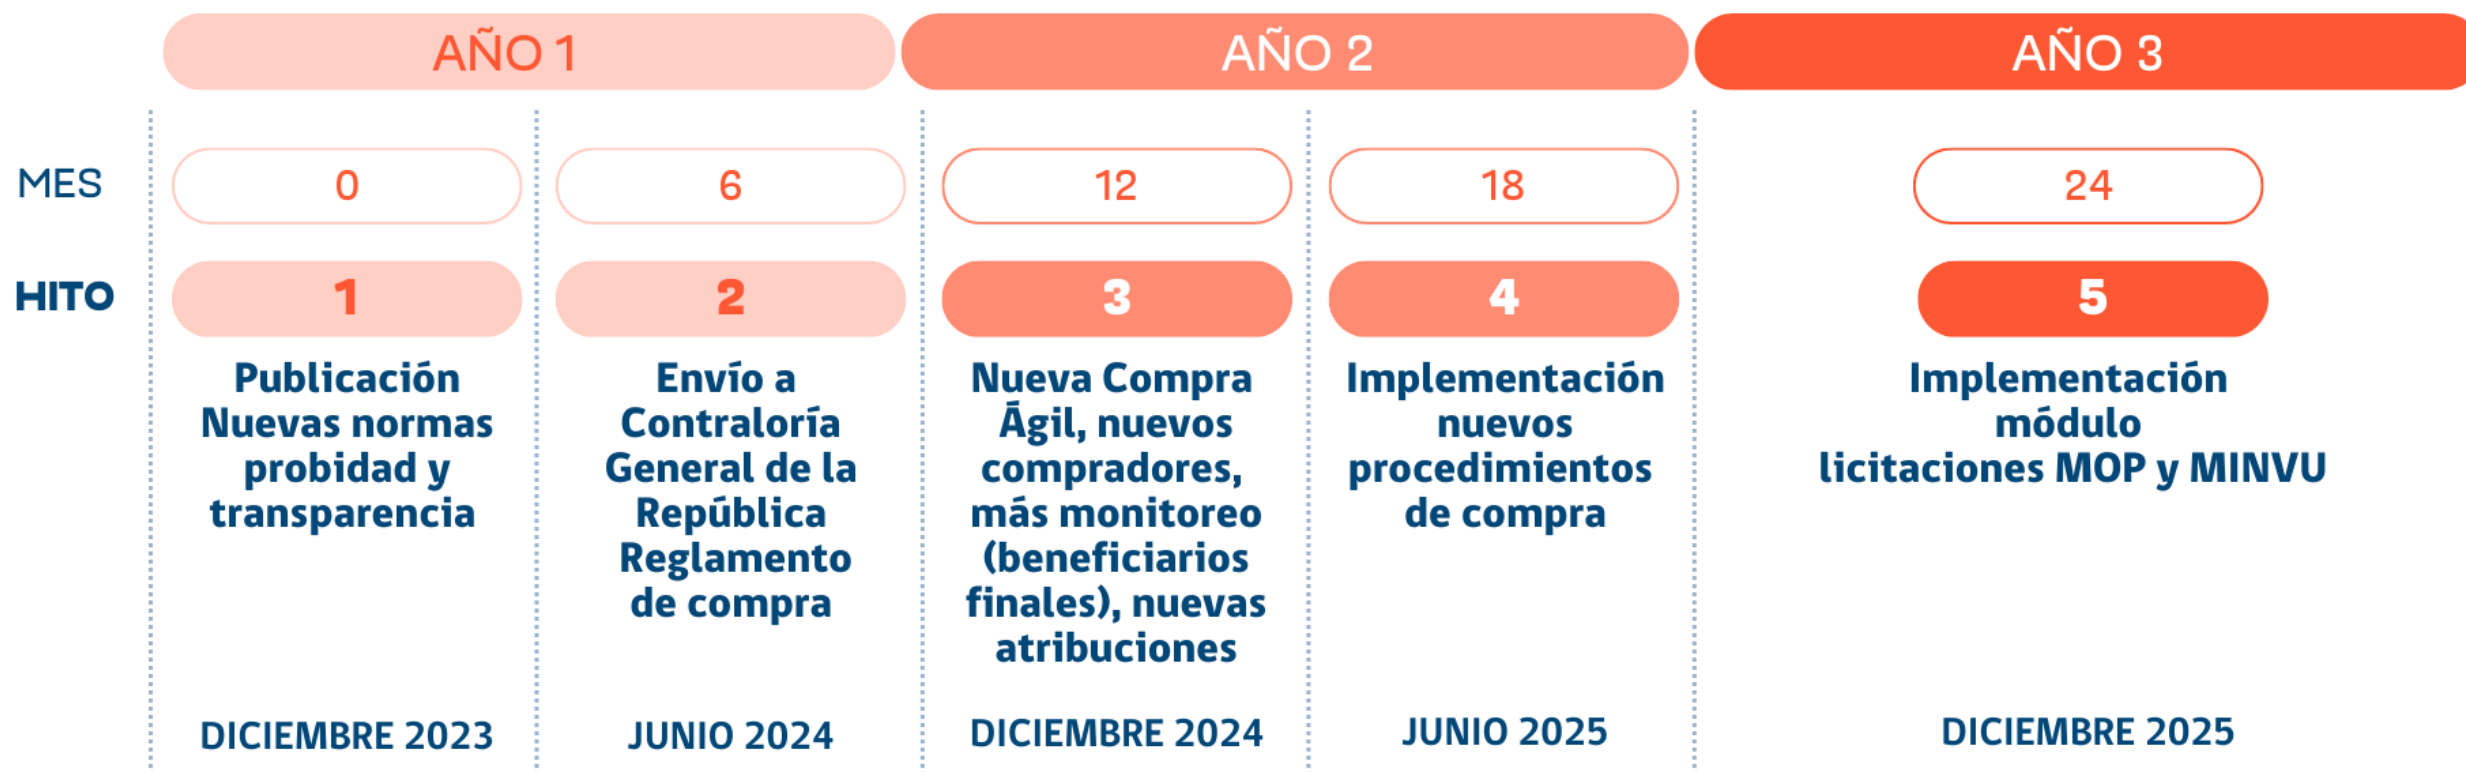 AÑO 1
AÑO 2
AÑO 3
MES
0
6
12
18
24
HITO
1
2
3
4
5
Publicación
Nuevas normas
probidad y
transparencia
DICIEMBRE 2023
Envío a
Contraloría
General de la
República
Reglamento
de compra
JUNIO 2024
Nueva Compra
Ágil, nuevos
compradores,
más monitoreo
(beneficiarios
finales), nuevas
atribuciones
DICIEMBRE 2024
Implementación
nuevos
procedimientos
de compra
JUNIO 2025
Implementación
módulo
licitaciones MOP y MINVU
DICIEMBRE 2025